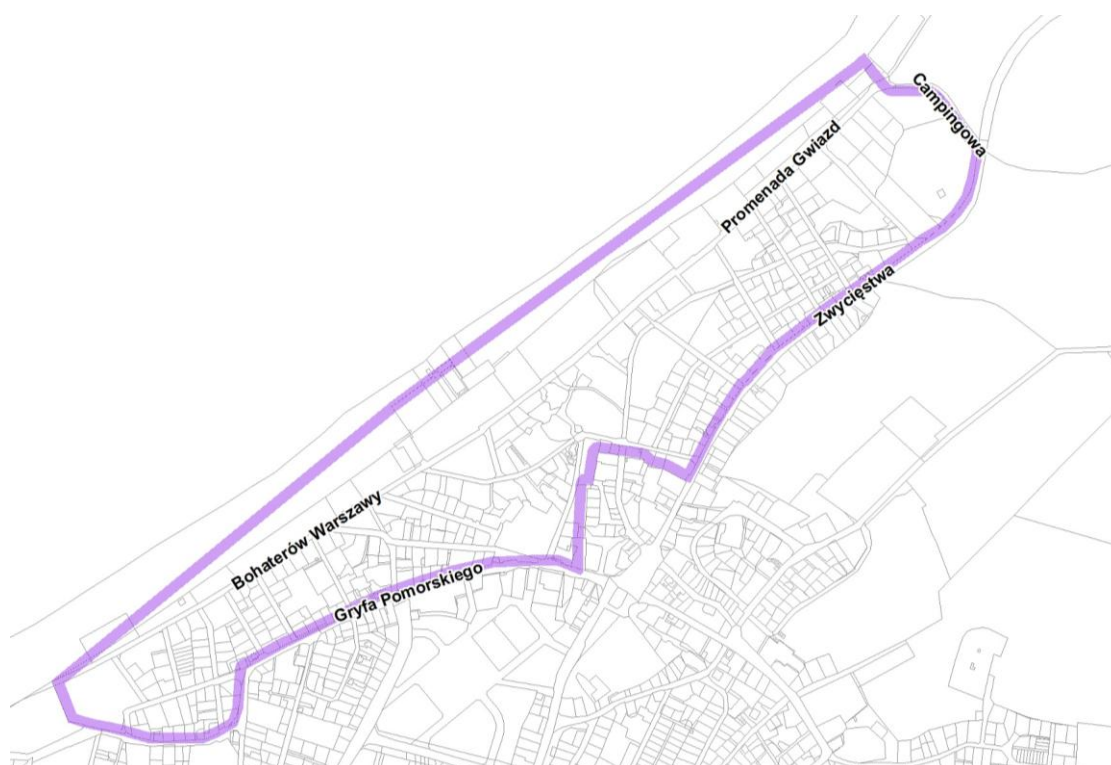 Campingowa
Promenada Gwiazd
Zwycięstwa
Bohaterów Warszawy
Gryfa Pomorskiego